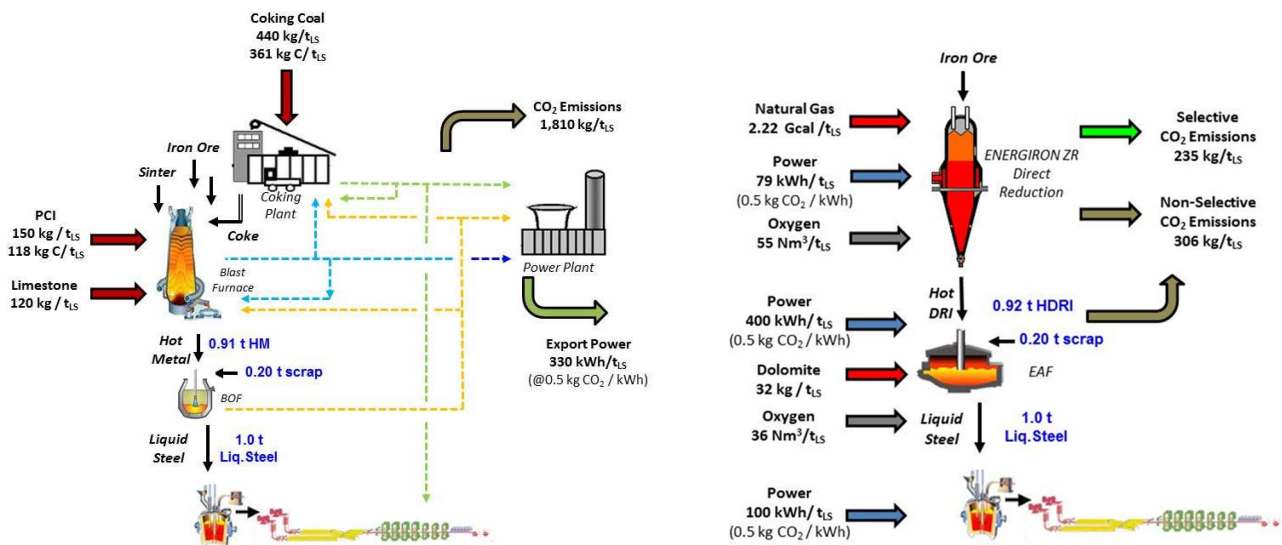 Coking Coal
440 kg/tLS
361 kg C/ tLS
CO2 Emissions
1,810 kg/tLS
Iron Ore
Sinter
Coking
Plant
Coke
PCI
150 kg / tLS
118 kg C/ tLS
Limestone
120 kg / tLS
Blast
Furnace
Power Plant
Hot
Metal
0.91 t HM
0.20 t scrap
BOF
Export Power
330 kWh/tLS
(@0.5 kg CO2 / kWh)
Liquid
Steel
1.0 t
Liq.Steel
Iron Ore
Natural Gas
2.22 Gcal /tLS
Power
79 kWh/ tLS
(0.5 kg CO2 / kWh)
Oxygen
55 Nm3/tLS
ENERGIRON ZR
Direct
Reduction
Selective
CO2 Emissions
235 kg/tLS
Non-Selective
CO2 Emissions
306 kg/tLS
Hot
DRI
0.92 t HDRI
0.20 t scrap
EAF
Power
400 kWh/ tLS
(0.5 kg CO2 / kWh)
Dolomite
32 kg / tLS
Oxygen
36 Nm3/tLS
Liquid
Steel
1.0 t
Liq.Steel
Power
100 kWh/ tLS
(0.5 kg CO2 / kWh)